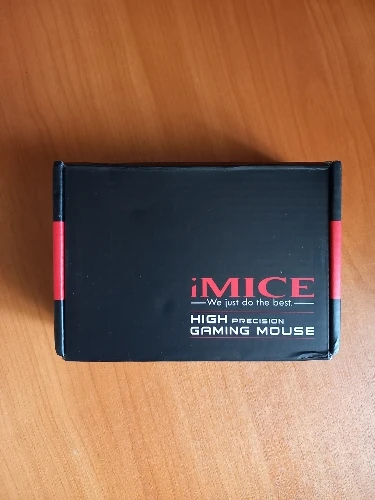 iMICE
We just do the best.
HIGH PRECISION
GAMING MOUSE